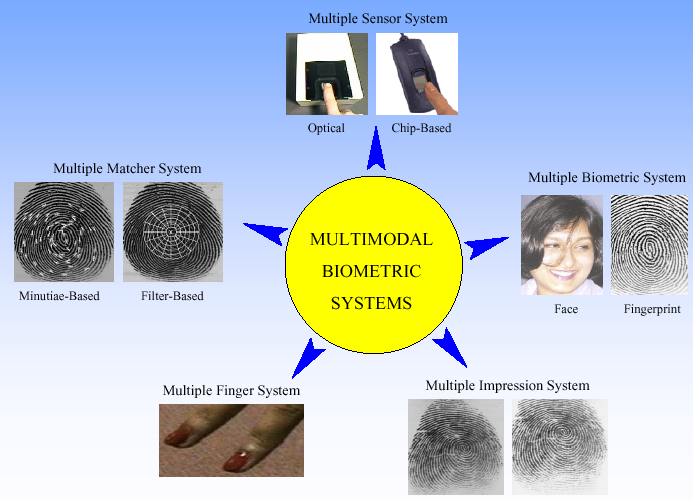 Multiple Sensor System
Optical
Chip-Based
Multiple Matcher System
Minutiae-Based
Filter-Based
Multiple Biometric System
Face
Fingerprint
MULTIMODAL
BIOMETRIC
SYSTEMS
Multiple Finger System
Multiple Impression System